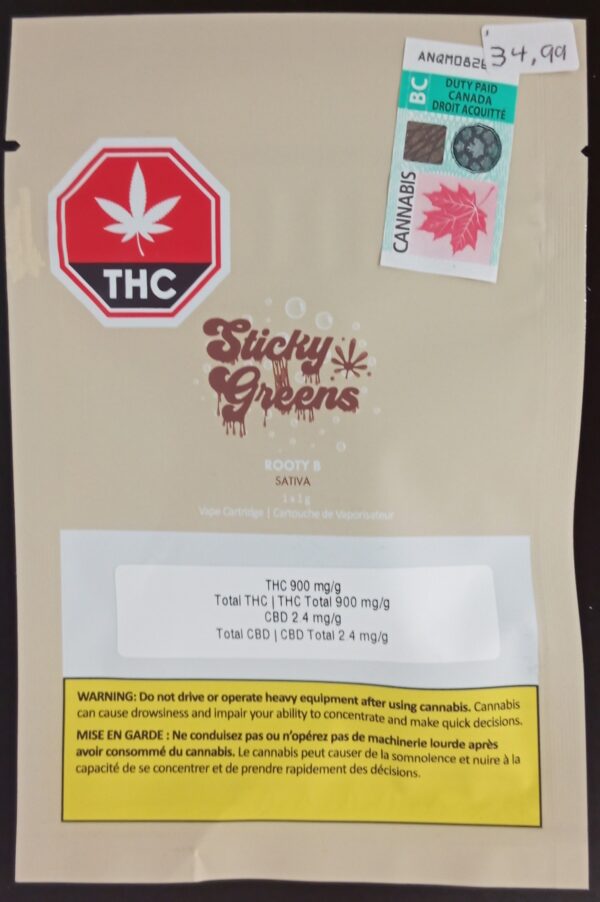 34,99
ANQM082
BC
DUTY PAID
CANADA
DROIT ACQUITTÉ
CANNABIS
THC
Sticky
Greens
ROOTY B
SATIVA
1 x 1g
Vape Cartridge | Cartouche de Vaporisateur
THC 900 mg/g
Total THC | THC Total 900 mg/g
CBD 2.4 mg/g
Total CBD | CBD Total 2.4 mg/g
WARNING: Do not drive or operate heavy equipment after using cannabis. Cannabis
can cause drowsiness and impair your ability to concentrate and make quick decisions.
MISE EN GARDE : Ne conduisez pas ou n'opérez pas de machinerie lourde après
avoir consommé du cannabis. Le cannabis peut causer de la somnolence et nuire à la
capacité de se concentrer et de prendre rapidement des décisions.